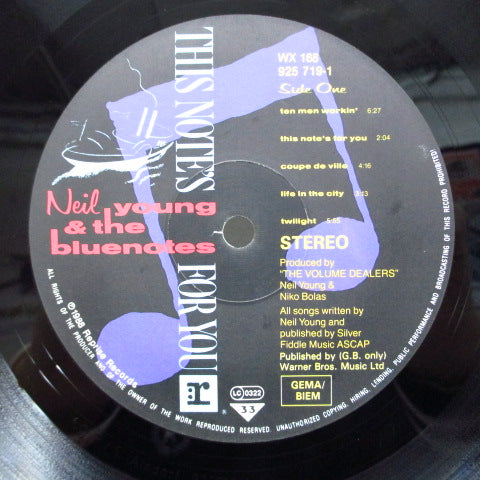 THIS NOTE'S FOR YOU
Neil young
& the
bluenotes
WX 168
925 719-1
Side One
ten men workin' 6:27
this note's for you 2:04
coupe de ville 4:16
life in the city 3:13
twilight 5:55
STEREO
Produced by
"THE VOLUME DEALERS"
Neil Young &
Niko Bolas
All songs written by
Neil Young and
published by Silver
Fiddle Music ASCAP
Published by (G.B. only)
Warner Bros. Music Ltd
GEMA/
BIEM
r
®
LC 0322
33
℗ 1988 Reprise Records
ALL RIGHTS OF THE PRODUCER AND OF THE OWNER OF THE WORK REPRODUCED RESERVED. UNAUTHORIZED COPYING, HIRING, LENDING, PUBLIC PERFORMANCE AND BROADCASTING OF THIS RECORD PROHIBITED.